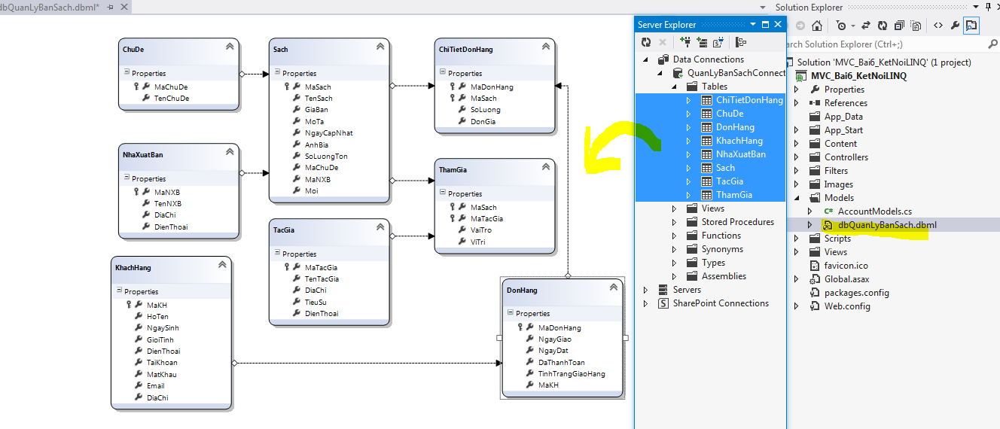 dbQuanLyBanSach.dbml*
ChuDe
Properties
MaChuDe
TenChuDe
NhaXuatBan
Properties
MaNXB
TenNXB
DiaChi
DienThoai
KhachHang
Properties
MaKH
HoTen
NgaySinh
GioiTinh
DienThoai
TaiKhoan
MatKhau
Email
DiaChi
Sach
Properties
MaSach
TenSach
GiaBan
MoTa
NgayCapNhat
AnhBia
SoLuongTon
MaChuDe
MaNXB
Moi
TacGia
Properties
MaTacGia
TenTacGia
DiaChi
TieuSu
DienThoai
ChiTietDonHang
Properties
MaDonHang
MaSach
SoLuong
DonGia
ThamGia
Properties
MaSach
MaTacGia
VaiTro
ViTri
DonHang
Properties
MaDonHang
NgayGiao
NgayDat
DaThanhToan
TinhTrangGiaoHang
MaKH
Server Explorer
Data Connections
QuanLyBanSachConnect
Tables
ChiTietDonHang
ChuDe
DonHang
KhachHang
NhaXuatBan
Sach
TacGia
ThamGia
Views
Stored Procedures
Functions
Synonyms
Types
Assemblies
Servers
SharePoint Connections
Solution Explorer
arch Solution Explorer (Ctrl+;)
Solution 'MVC_Bai6_KetNoiLINQ' (1 project)
MVC_Bai6_KetNoiLINQ
Properties
References
App_Data
App_Start
Content
Controllers
Filters
Images
Models
C# AccountModels.cs
dbQuanLyBanSach.dbml
Scripts
Views
favicon.ico
Global.asax
packages.config
Web.config